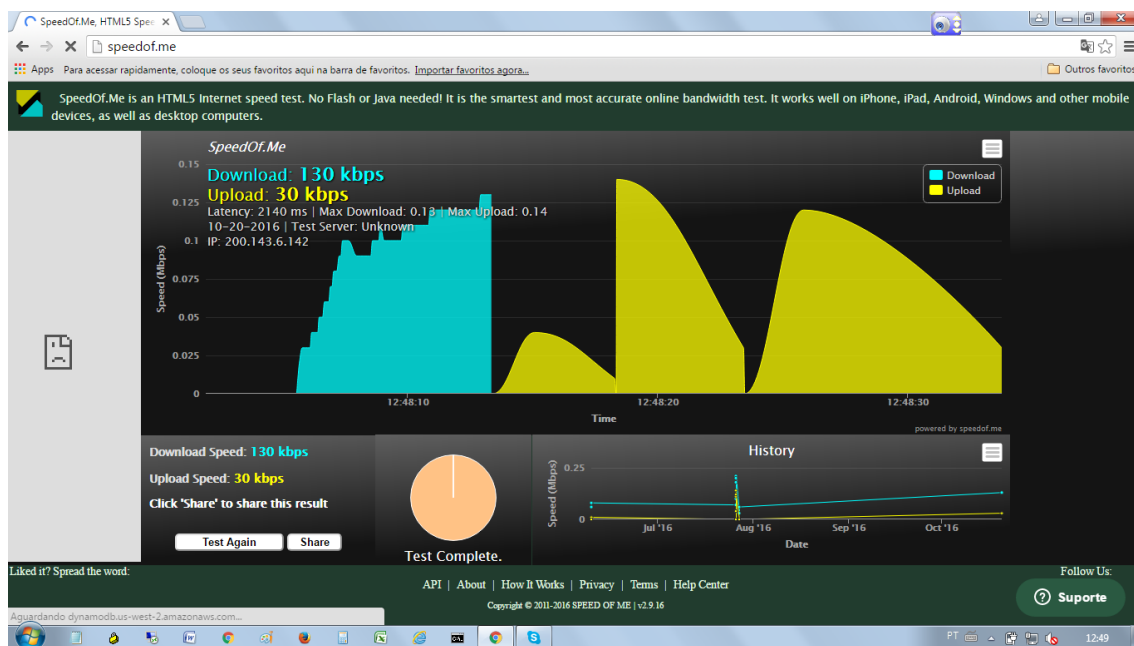 SpeedOf.Me, HTML5 Spee
speedof.me
Apps Para acessar rapidamente, coloque os seus favoritos aqui na barra de favoritos. Importar favoritos agora... Outros favoritos
SpeedOf.Me is an HTML5 Internet speed test. No Flash or Java needed! It is the smartest and most accurate online bandwidth test. It works well on iPhone, iPad, Android, Windows and other mobile
devices, as well as desktop computers.
SpeedOf.Me
Download: 130 kbps
Upload: 30 kbps
Latency: 2140 ms | Max Download: 0.13 | Max Upload: 0.14
10-20-2016 | Test Server: Unknown
IP: 200.143.6.142
Download
Upload
Speed (Mbps)
0.15
0.125
0.1
0.075
0.05
0.025
0
12:48:10 12:48:20 12:48:30
Time
powered by speedof.me
Download Speed: 130 kbps
Upload Speed: 30 kbps
Click 'Share' to share this result
Test Again Share
Test Complete.
History
Speed (Mbps)
0.25
0
Jul '16 Aug '16 Sep '16 Oct '16
Date
Liked it? Spread the word:
API | About | How It Works | Privacy | Terms | Help Center
Copyright © 2011-2016 SPEED OF ME | v2.9.16
Follow Us:
Suporte
Aguardando dynamodb.us-west-2.amazonaws.com...
PT 12:49